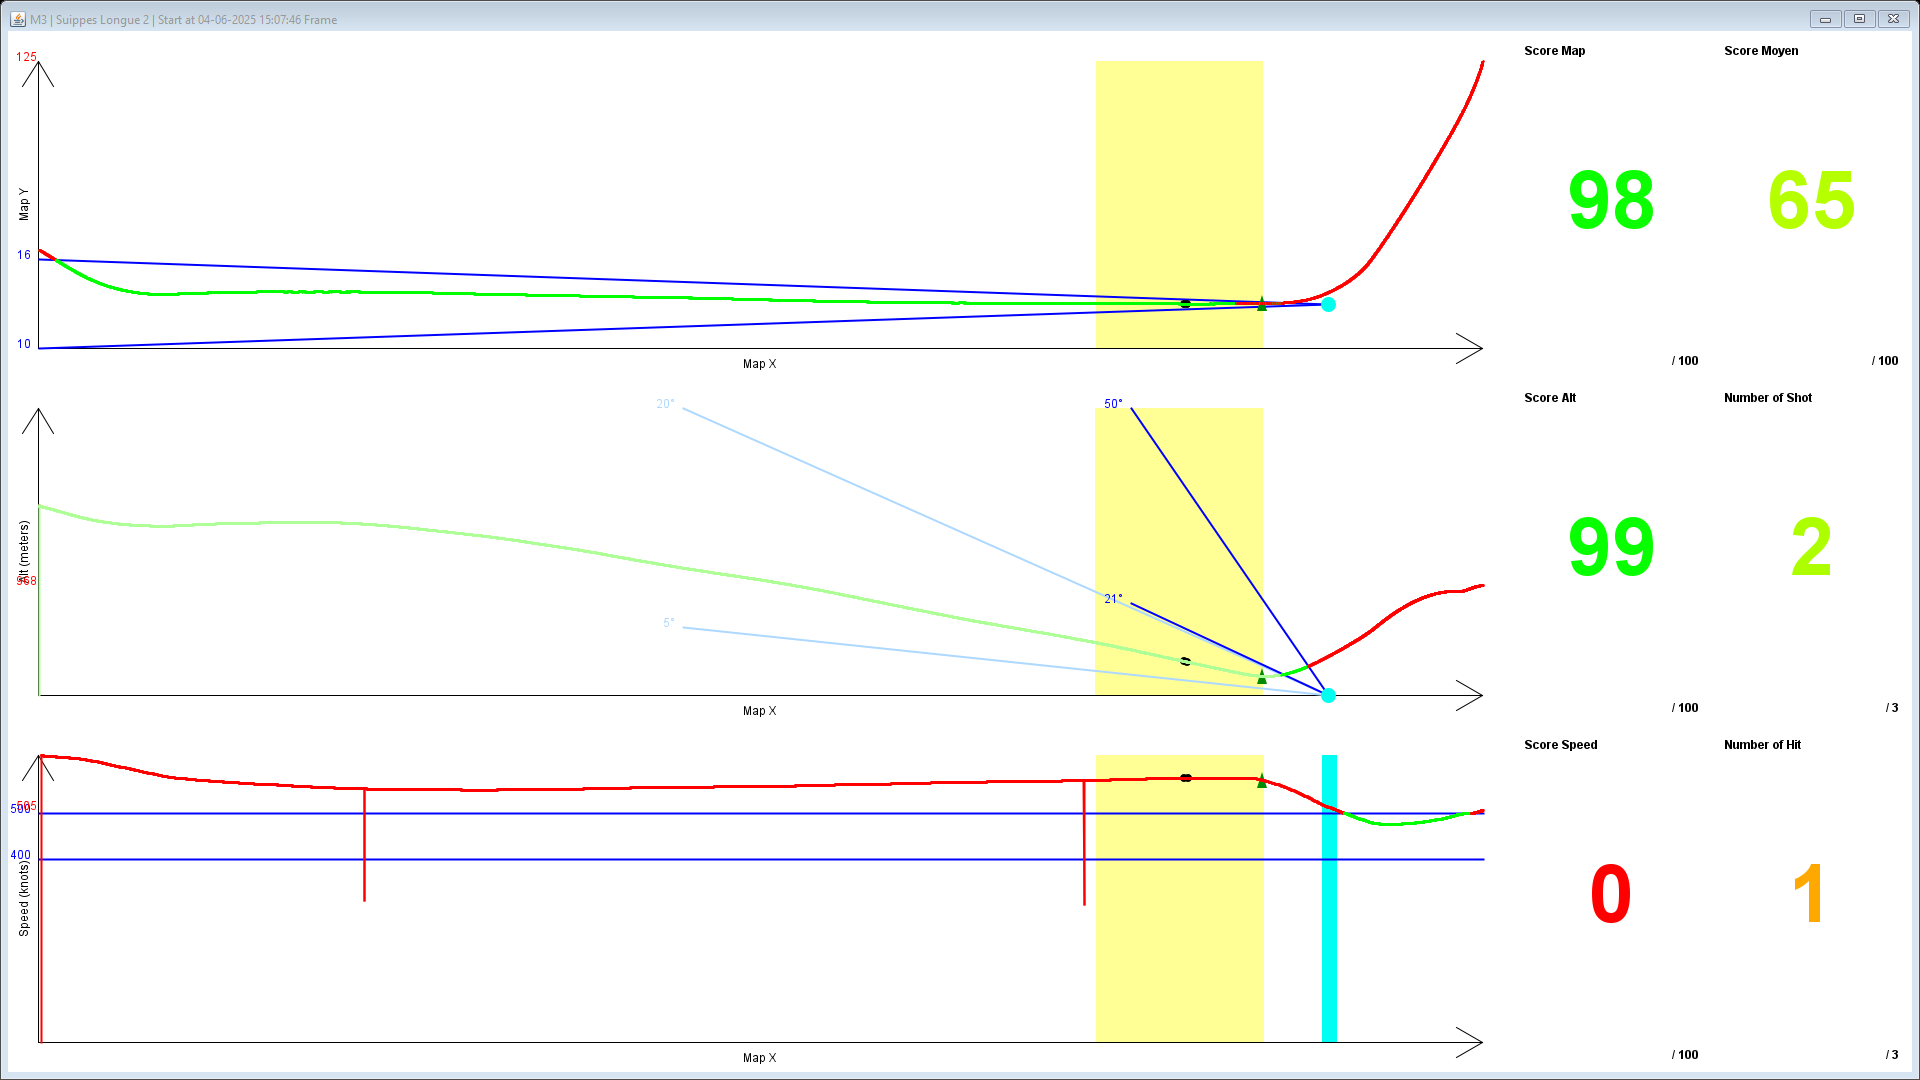 M3 | Suippes Longue 2 | Start at 04-06-2025 15:07:46 Frame
125
Map Y
16
10
Map X
Score Map
98
/ 100
Score Moyen
65
/ 100
20°
50°
Alt (meters)
968
21°
5°
Map X
Score Alt
99
/ 100
Number of Shot
2
/ 3
500
400
Speed (knots)
Map X
Score Speed
0
/ 100
Number of Hit
1
/ 3